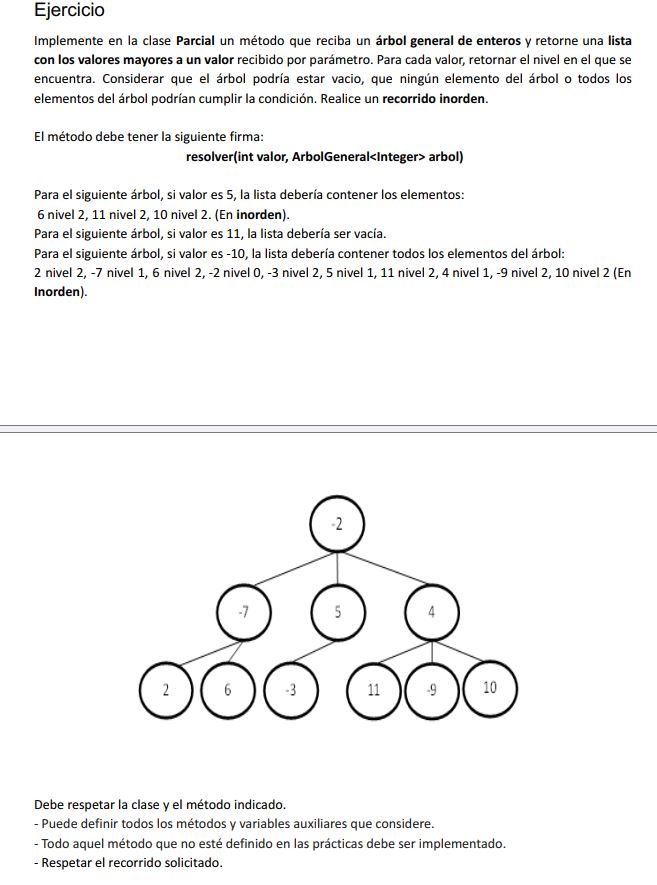 Ejercicio
Implemente en la clase Parcial un método que reciba un árbol general de enteros y retorne una lista
con los valores mayores a un valor recibido por parámetro. Para cada valor, retornar el nivel en el que se
encuentra. Considerar que el árbol podría estar vacio, que ningún elemento del árbol o todos los
elementos del árbol podrían cumplir la condición. Realice un recorrido inorden.
El método debe tener la siguiente firma:
resolver(int valor, ArbolGeneral<Integer> arbol)
Para el siguiente árbol, si valor es 5, la lista debería contener los elementos:
6 nivel 2, 11 nivel 2, 10 nivel 2. (En inorden).
Para el siguiente árbol, si valor es 11, la lista debería ser vacía.
Para el siguiente árbol, si valor es -10, la lista debería contener todos los elementos del árbol:
2 nivel 2, -7 nivel 1, 6 nivel 2, -2 nivel 0, -3 nivel 2, 5 nivel 1, 11 nivel 2, 4 nivel 1, -9 nivel 2, 10 nivel 2 (En
Inorden).
-2
-7 5 4
2 6 -3 11 -9 10
Debe respetar la clase y el método indicado.
- Puede definir todos los métodos y variables auxiliares que considere.
- Todo aquel método que no esté definido en las prácticas debe ser implementado.
- Respetar el recorrido solicitado.